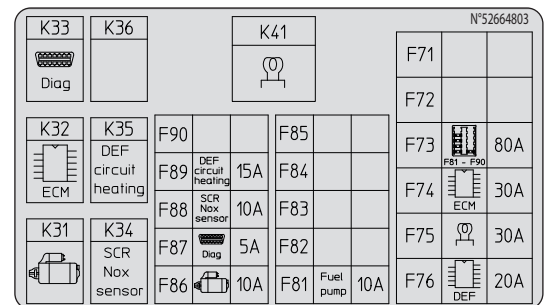 N°52664803
K33 K36 K41
Diag
F71
F72
K32 K35
ECM
DEF
circuit
heating
F90 F85
F89 DEF circuit heating 15A F84
F88 SCR Nox sensor 10A F83
F87 Diag 5A F82
F86 10A F81 Fuel pump 10A
F73 F81 - F90 80A
F74 ECM 30A
F75 30A
F76 DEF 20A
K31 K34
SCR
Nox
sensor